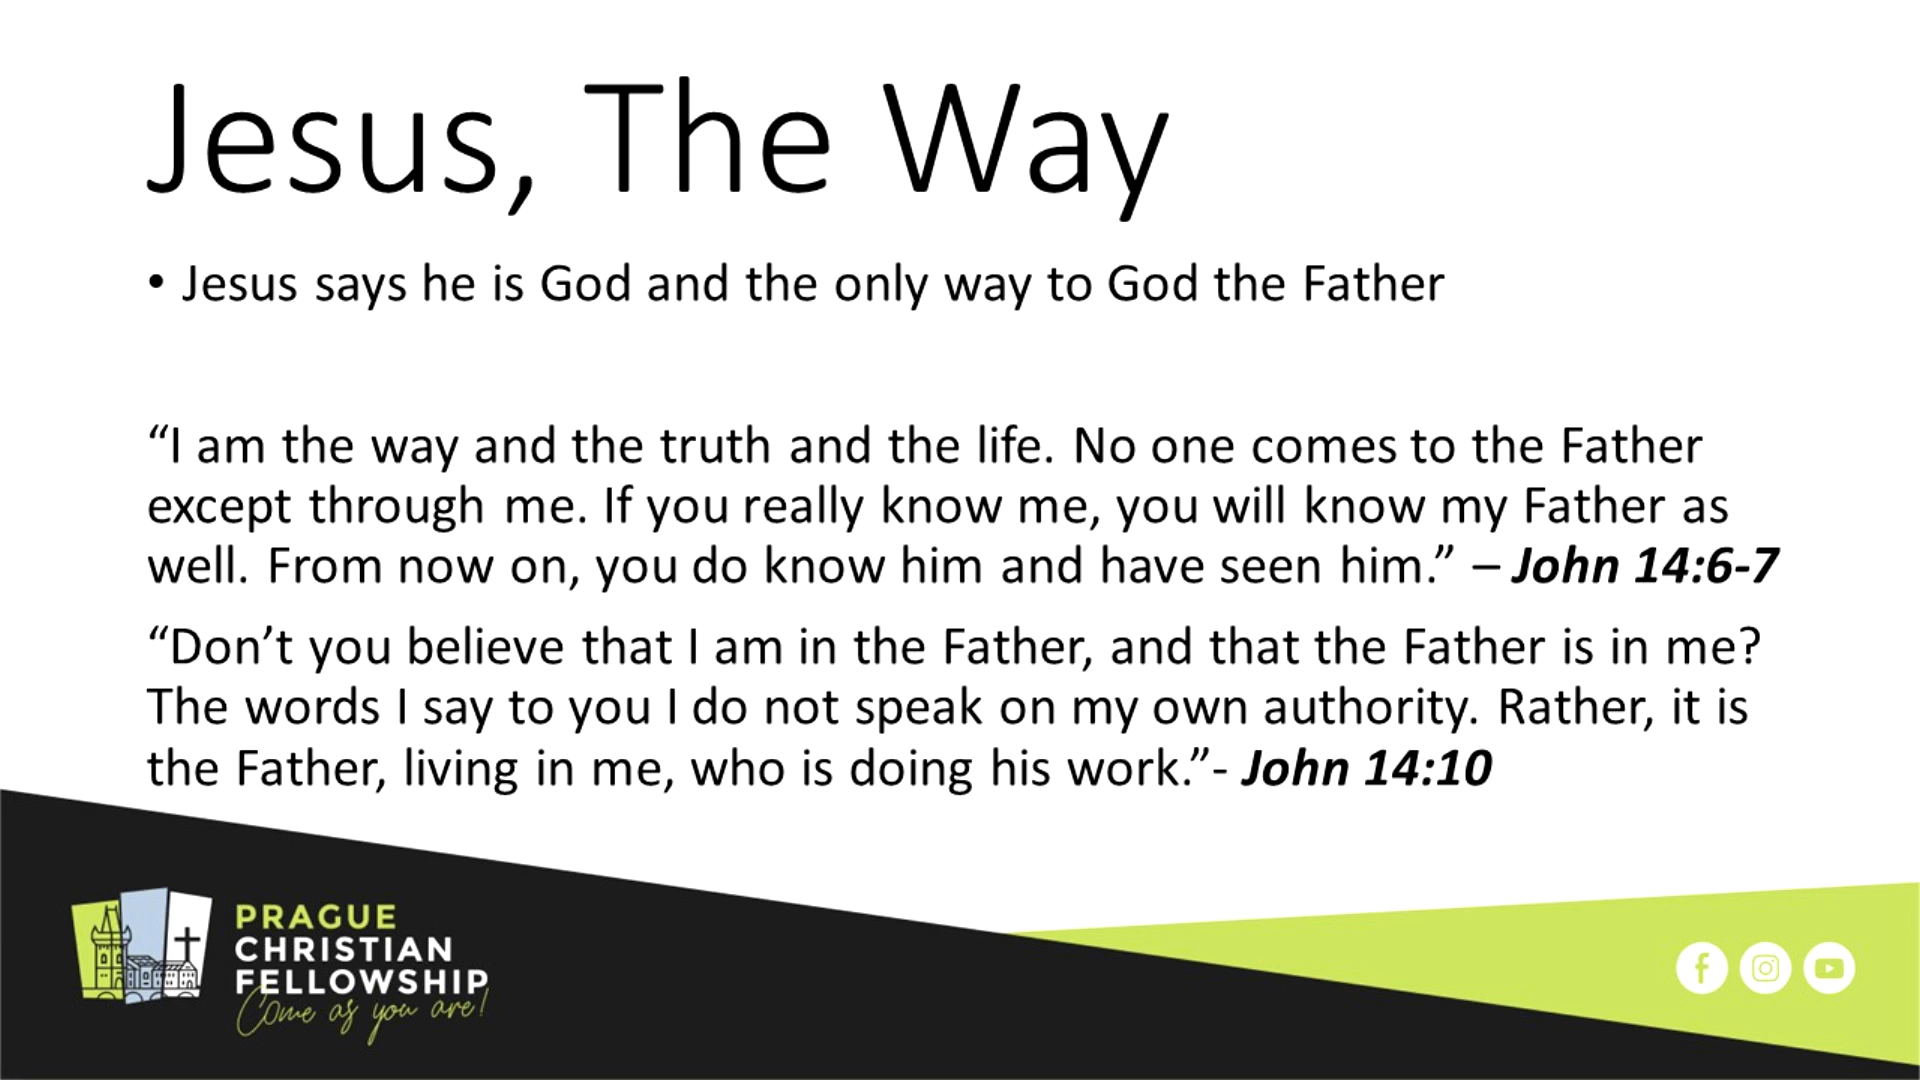 Jesus, The Way
• Jesus says he is God and the only way to God the Father
“I am the way and the truth and the life. No one comes to the Father
except through me. If you really know me, you will know my Father as
well. From now on, you do know him and have seen him.” – John 14:6-7
“Don’t you believe that I am in the Father, and that the Father is in me?
The words I say to you I do not speak on my own authority. Rather, it is
the Father, living in me, who is doing his work.”- John 14:10
PRAGUE
CHRISTIAN
FELLOWSHIP
Come as you are!